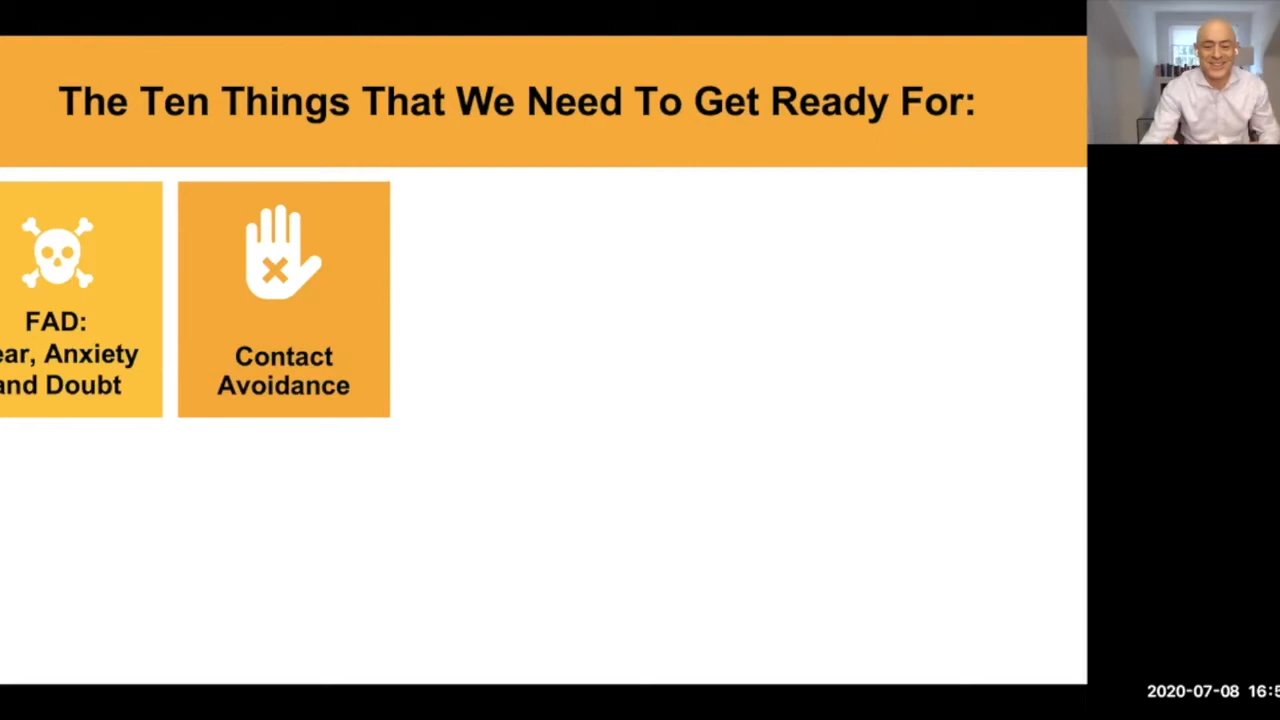 The Ten Things That We Need To Get Ready For:
FAD:
ear, Anxiety
and Doubt
Contact
Avoidance
2020-07-08 16:5